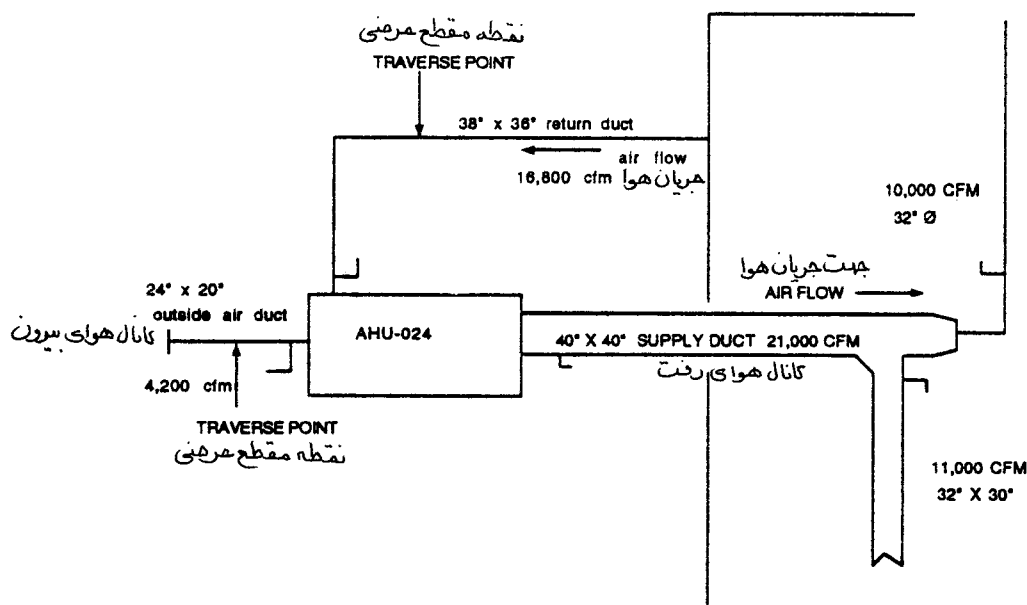 نقطه مقطع عرضی
TRAVERSE POINT
38" x 36" return duct
air flow
16,800 cfm جریان هوا
10,000 CFM
32" Ø
جهت جریان هوا
AIR FLOW
24" x 20"
outside air duct
کانال هوای بیرون
AHU-024
40" X 40" SUPPLY DUCT 21,000 CFM
کانال هوای رفت
4,200 cfm
TRAVERSE POINT
نقطه مقطع عرضی
11,000 CFM
32" X 30"